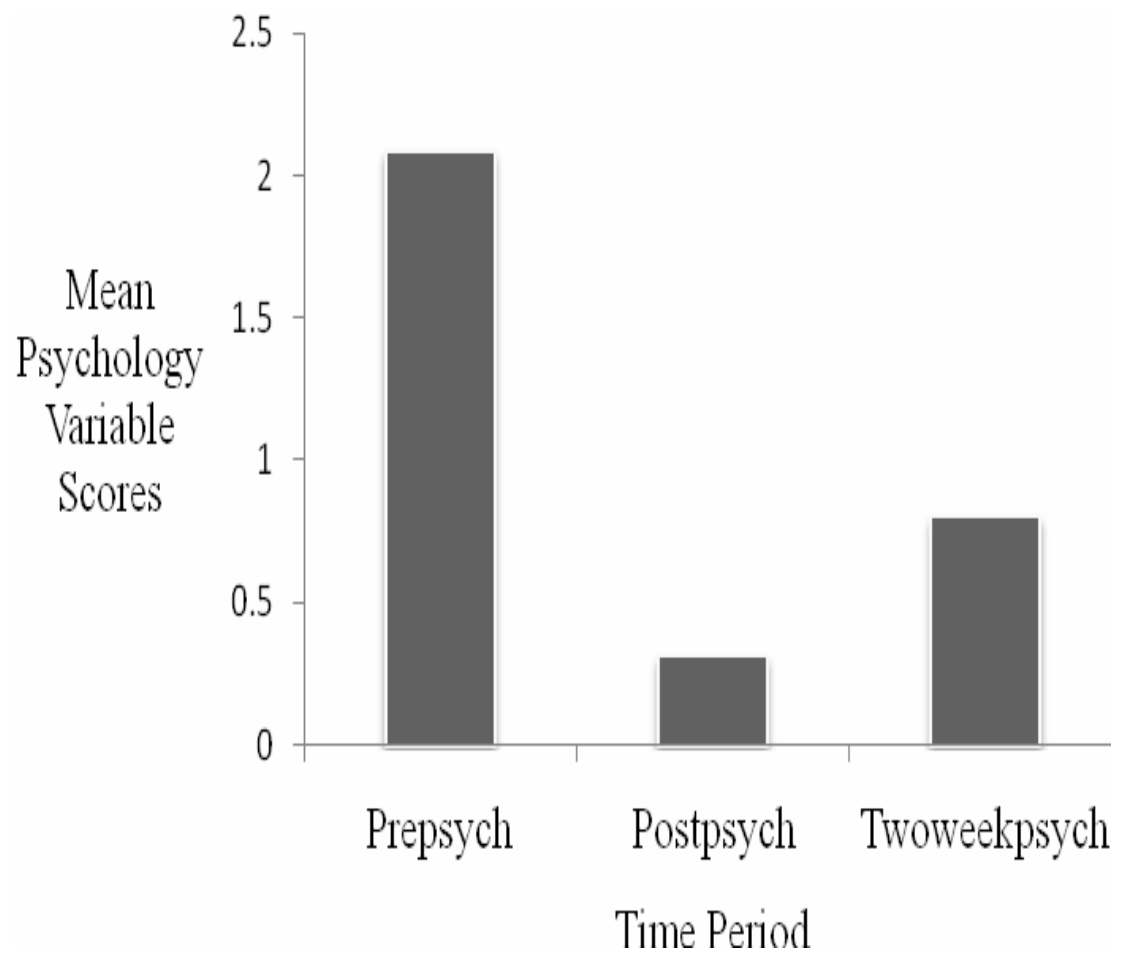 2.5
2
1.5
1
0.5
0
Mean
Psychology
Variable
Scores
Prepsych
Postpsych
Twoweekpsych
Time Period